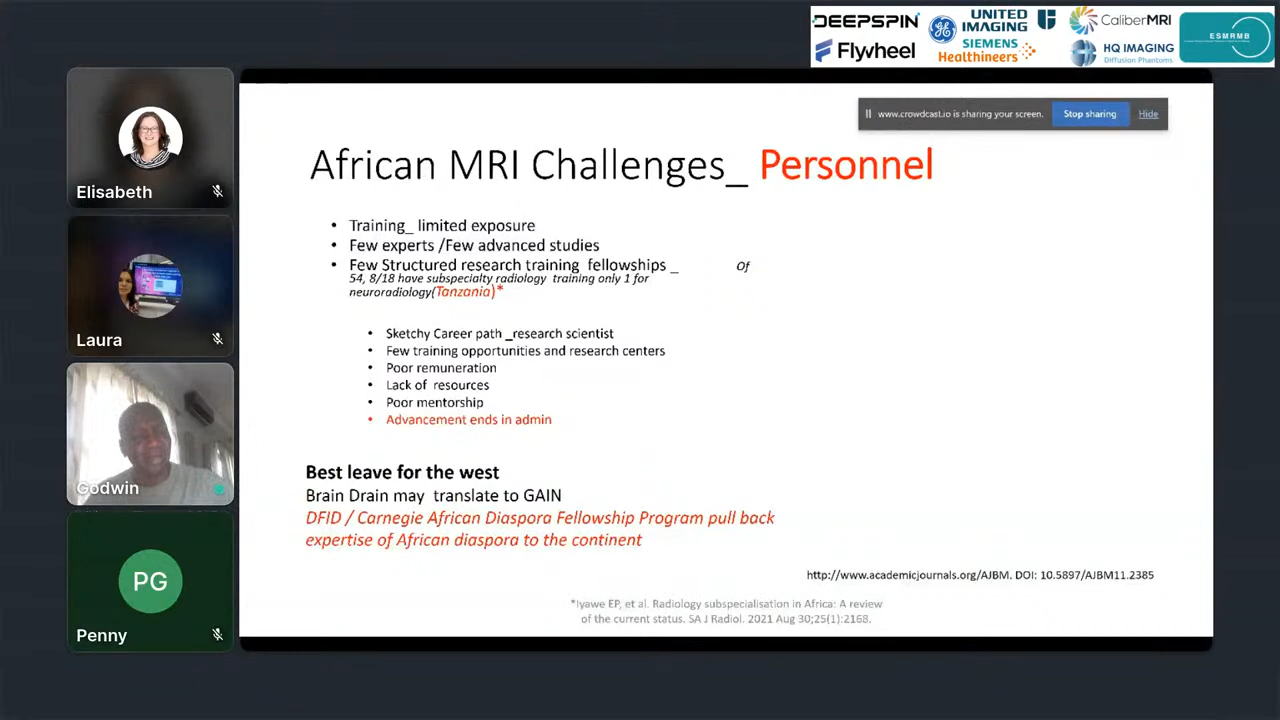 DEEPSPIN
UNITED
IMAGING
CaliberMRI
ESMRMB
Flywheel
SIEMENS
Healthineers
HQ IMAGING
Diffusion Phantoms
www.crowdcast.io is sharing your screen.
Stop sharing
Hide
African MRI Challenges_ Personnel
Elisabeth
• Training_ limited exposure
• Few experts /Few advanced studies
• Few Structured research training fellowships _ Of
54, 8/18 have subspecialty radiology training only 1 for
neuroradiology(Tanzania)*
Laura
• Sketchy Career path _research scientist
• Few training opportunities and research centers
• Poor remuneration
• Lack of resources
• Poor mentorship
• Advancement ends in admin
Godwin
Best leave for the west
Brain Drain may translate to GAIN
DFID / Carnegie African Diaspora Fellowship Program pull back
expertise of African diaspora to the continent
PG
Penny
http://www.academicjournals.org/AJBM. DOI: 10.5897/AJBM11.2385
*Iyawe EP, et al. Radiology subspecialisation in Africa: A review
of the current status. SA J Radiol. 2021 Aug 30;25(1):2168.